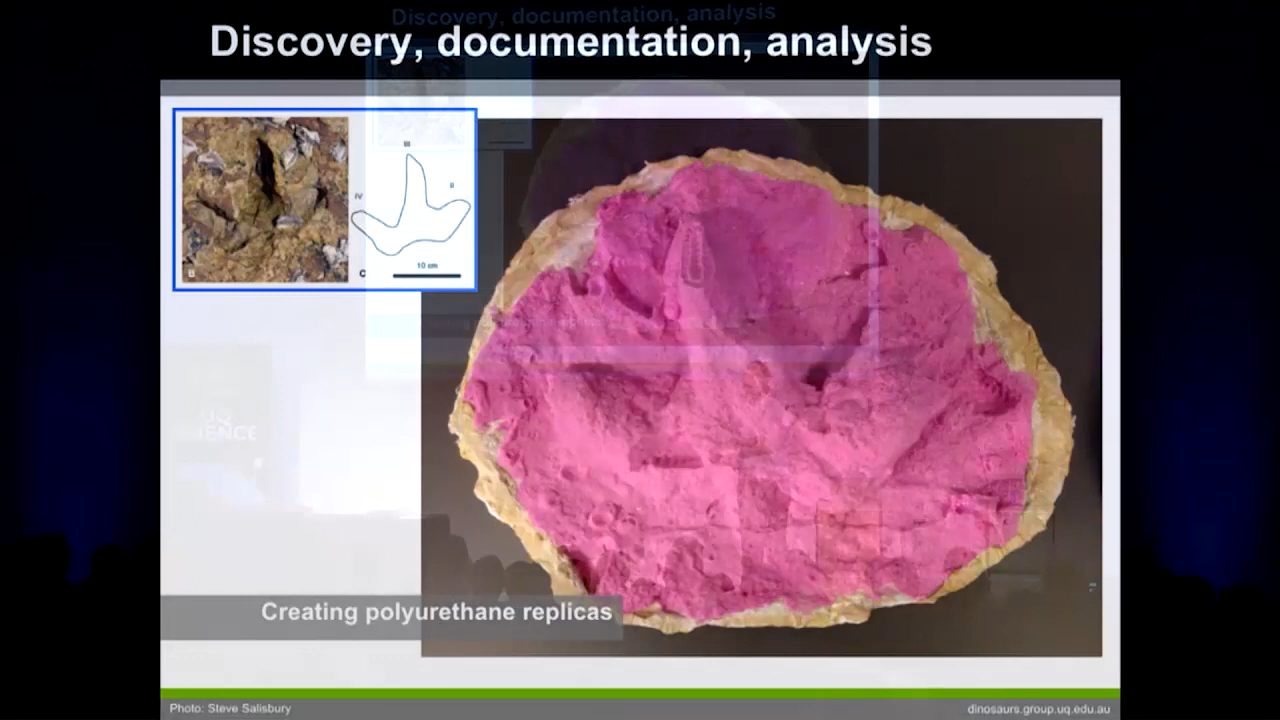 Discovery, documentation, analysis
Discovery, documentation, analysis
III
IV
II
B
C
10 cm
Creating polyurethane replicas
Photo: Steve Salisbury
dinosaurs.group.uq.edu.au